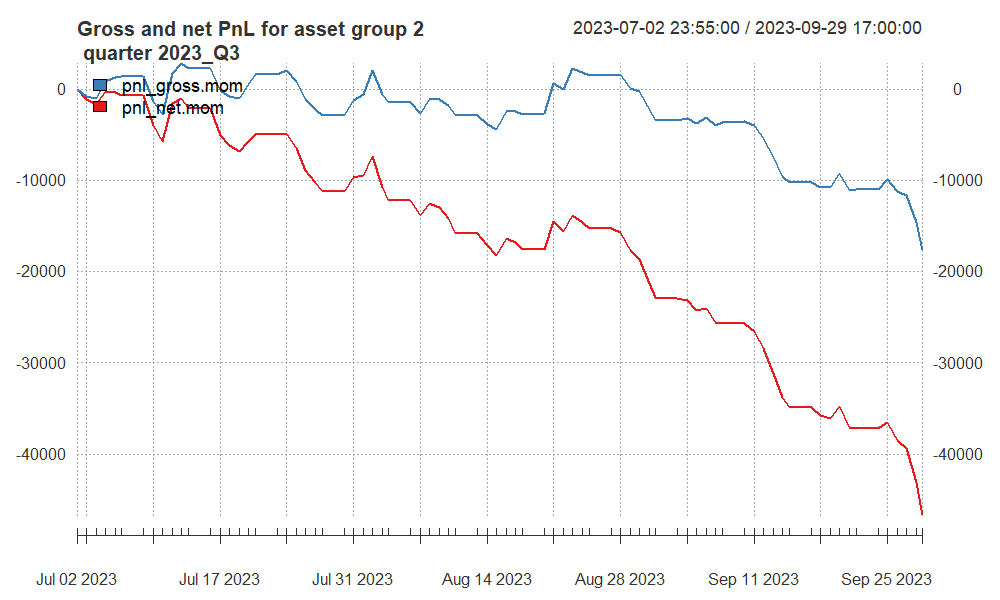 Gross and net PnL for asset group 2
quarter 2023_Q3
2023-07-02 23:55:00 / 2023-09-29 17:00:00
pnl_gross.mom
pnl_net.mom
0
-10000
-20000
-30000
-40000
0
-10000
-20000
-30000
-40000
Jul 02 2023
Jul 17 2023
Jul 31 2023
Aug 14 2023
Aug 28 2023
Sep 11 2023
Sep 25 2023